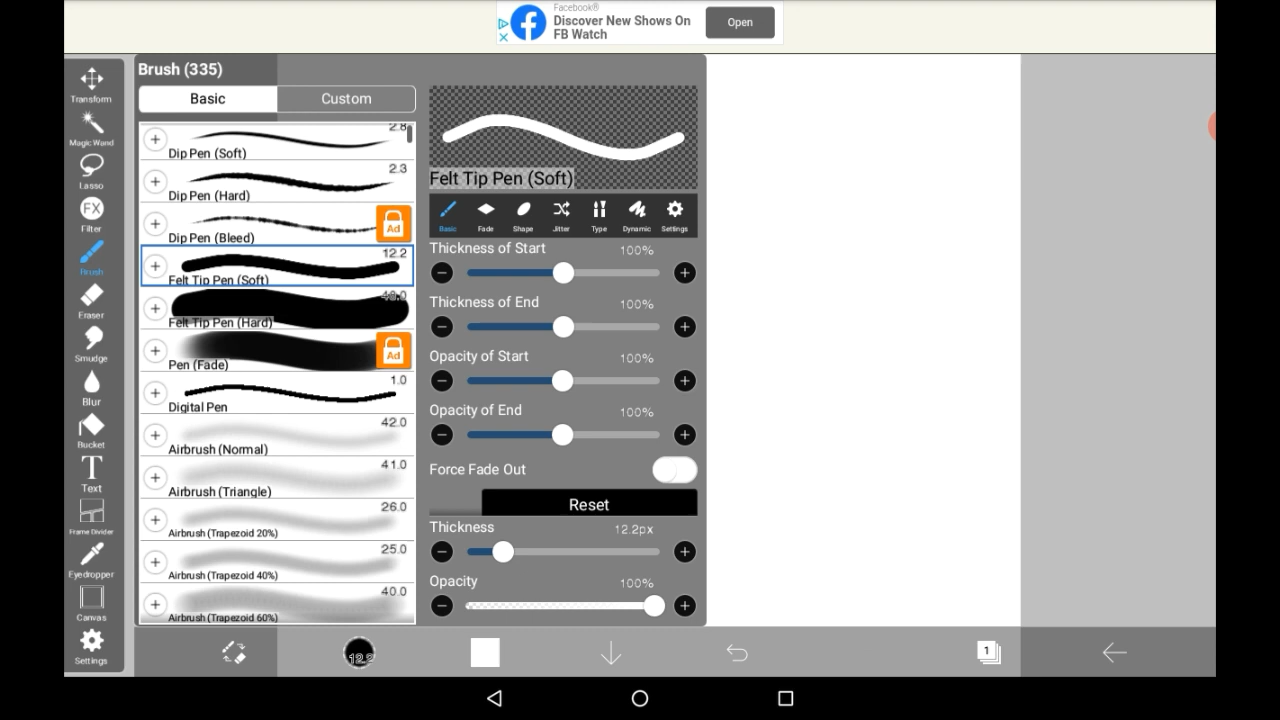 Facebook®
Discover New Shows On
FB Watch
Open
Brush (335)
Basic
Custom
Transform
Magic Wand
Lasso
FX
Filter
Brush
Eraser
Smudge
Blur
Bucket
T
Text
Frame Divider
Eyedropper
Canvas
Settings
2.8
Dip Pen (Soft)
2.3
Dip Pen (Hard)
Ad
Dip Pen (Bleed)
12.2
Felt Tip Pen (Soft)
48.0
Felt Tip Pen (Hard)
Ad
Pen (Fade)
1.0
Digital Pen
42.0
Airbrush (Normal)
41.0
Airbrush (Triangle)
26.0
Airbrush (Trapezoid 20%)
25.0
Airbrush (Trapezoid 40%)
40.0
Airbrush (Trapezoid 60%)
Felt Tip Pen (Soft)
Basic
Fade
Shape
Jitter
Type
Dynamic
Settings
Thickness of Start 100%
Thickness of End 100%
Opacity of Start 100%
Opacity of End 100%
Force Fade Out
Reset
Thickness 12.2px
Opacity 100%
12.2
1